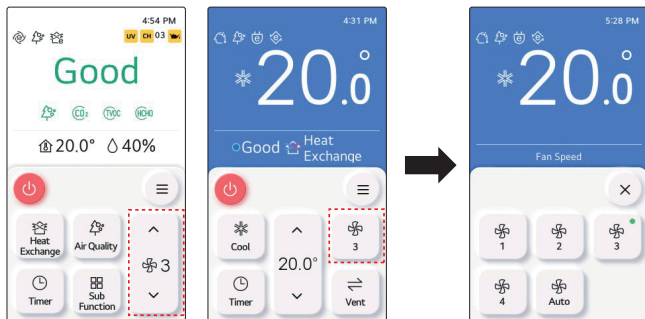 4:54 PM
UV CH 03
Good
CO2 TVOC HCHO
20.0° 40%
Heat
Exchange
Air Quality
3
Timer
Sub
Function
4:31 PM
20.0°
Good Heat
Exchange
Cool
3
20.0°
Timer
Vent
5:28 PM
20.0°
Fan Speed
1
2
3
4
Auto